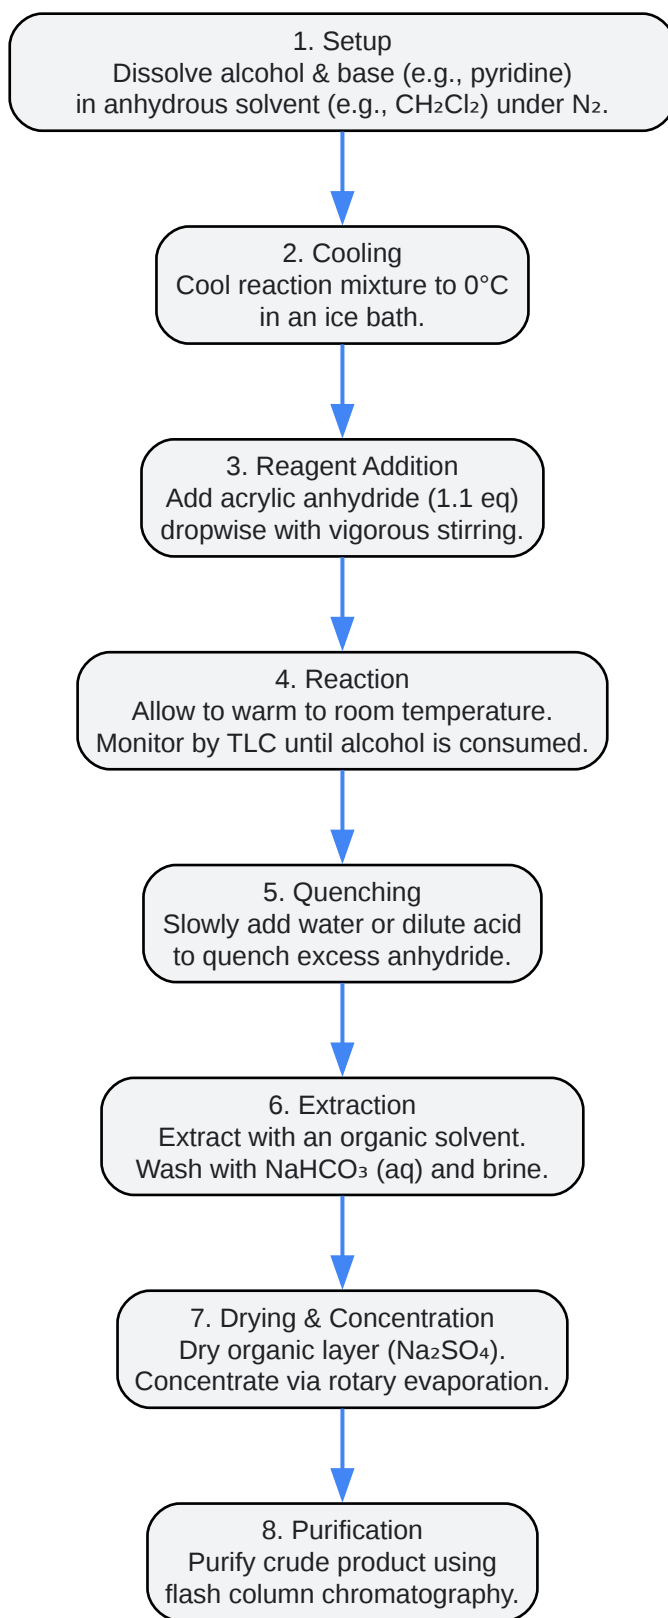 1. Setup
Dissolve alcohol & base (e.g., pyridine)
in anhydrous solvent (e.g., CH₂Cl₂) under N₂.
2. Cooling
Cool reaction mixture to 0°C
in an ice bath.
3. Reagent Addition
Add acrylic anhydride (1.1 eq)
dropwise with vigorous stirring.
4. Reaction
Allow to warm to room temperature.
Monitor by TLC until alcohol is consumed.
5. Quenching
Slowly add water or dilute acid
to quench excess anhydride.
6. Extraction
Extract with an organic solvent.
Wash with NaHCO₃ (aq) and brine.
7. Drying & Concentration
Dry organic layer (Na₂SO₄).
Concentrate via rotary evaporation.
8. Purification
Purify crude product using
flash column chromatography.